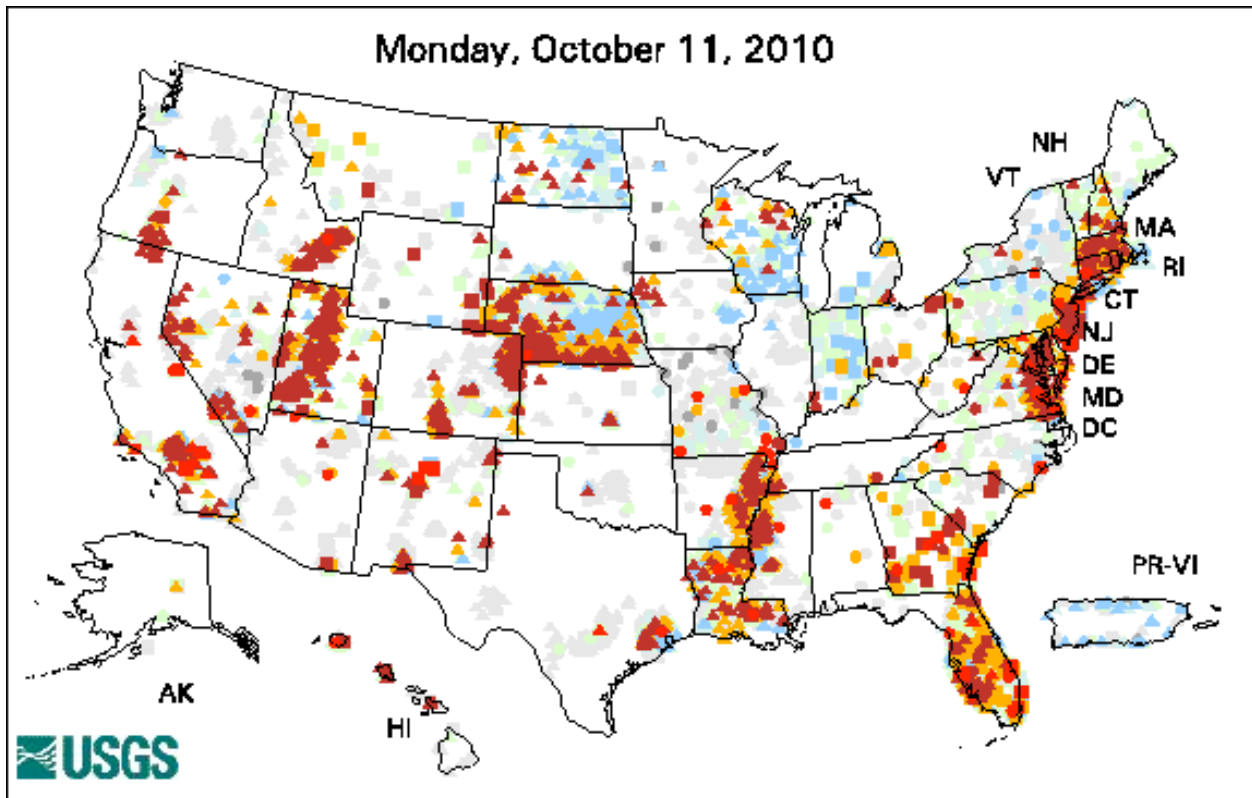 Monday, October 11, 2010
NH
VT
MA
RI
CT
NJ
DE
MD
DC
PR-VI
AK
HI
USGS